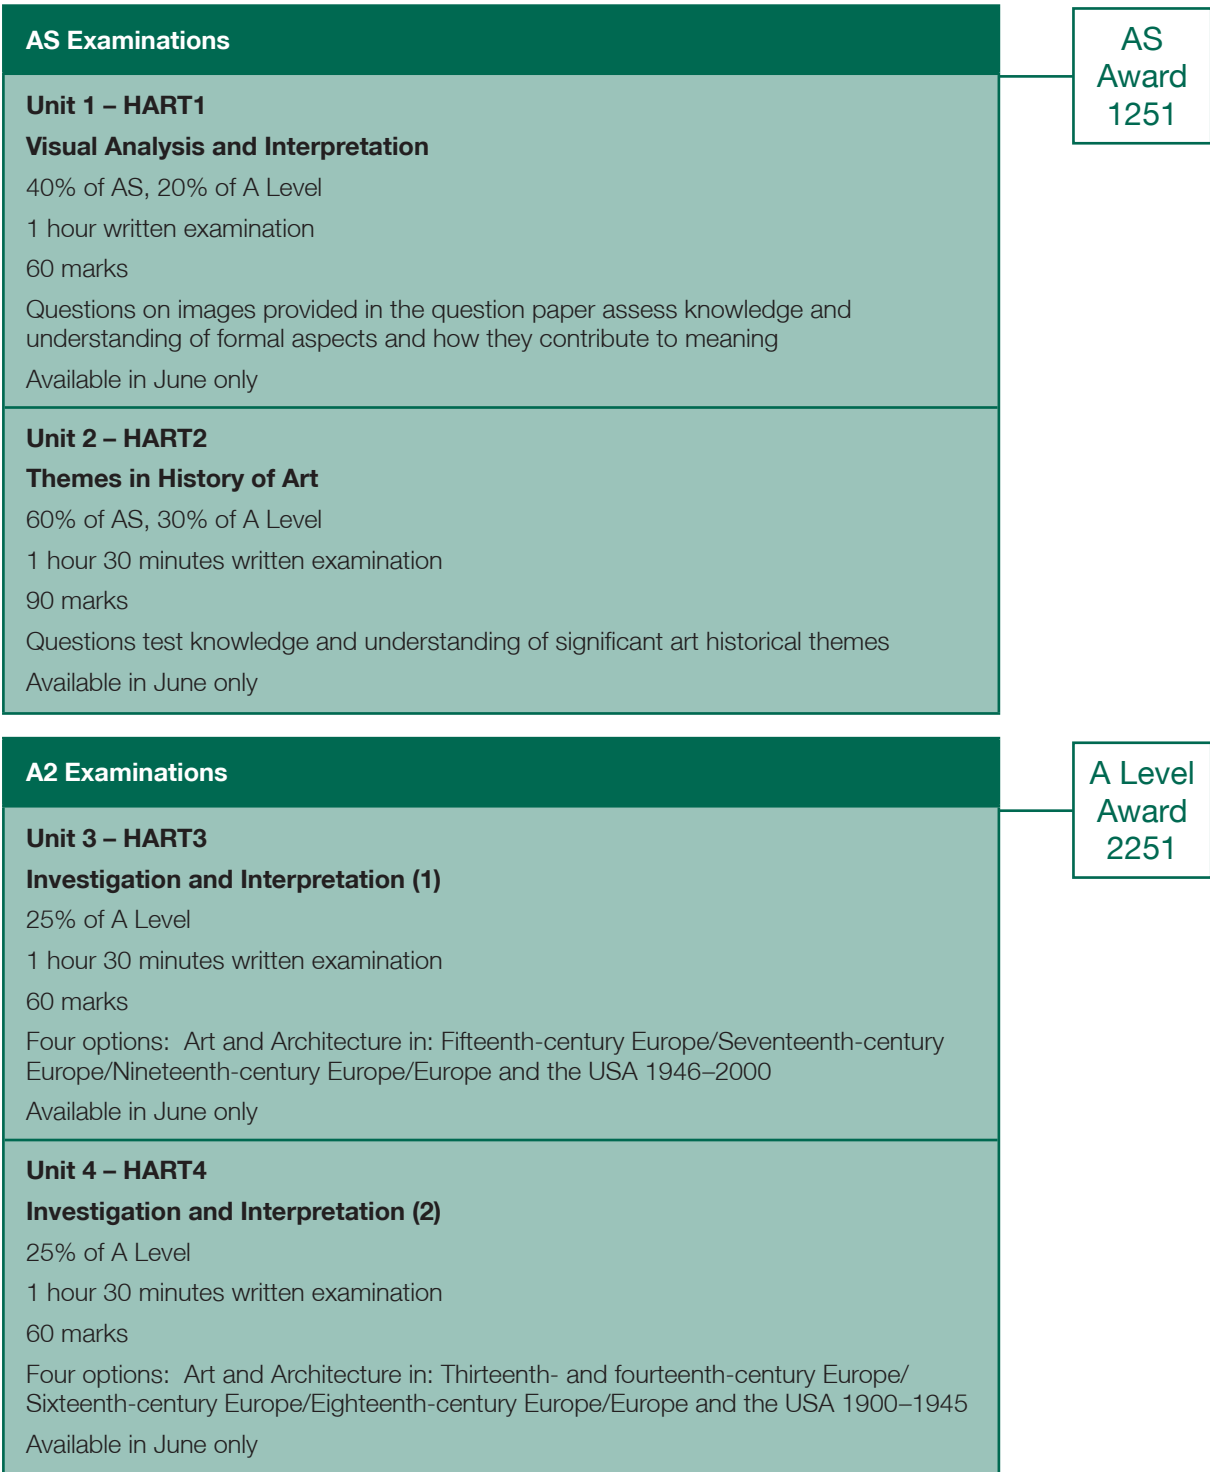 AS Examinations
AS
Award
1251
Unit 1 – HART1
Visual Analysis and Interpretation
40% of AS, 20% of A Level
1 hour written examination
60 marks
Questions on images provided in the question paper assess knowledge and
understanding of formal aspects and how they contribute to meaning
Available in June only
Unit 2 – HART2
Themes in History of Art
60% of AS, 30% of A Level
1 hour 30 minutes written examination
90 marks
Questions test knowledge and understanding of significant art historical themes
Available in June only
A2 Examinations
A Level
Award
2251
Unit 3 – HART3
Investigation and Interpretation (1)
25% of A Level
1 hour 30 minutes written examination
60 marks
Four options:  Art and Architecture in: Fifteenth-century Europe/Seventeenth-century
Europe/Nineteenth-century Europe/Europe and the USA 1946–2000
Available in June only
Unit 4 – HART4
Investigation and Interpretation (2)
25% of A Level
1 hour 30 minutes written examination
60 marks
Four options:  Art and Architecture in: Thirteenth- and fourteenth-century Europe/
Sixteenth-century Europe/Eighteenth-century Europe/Europe and the USA 1900–1945
Available in June only